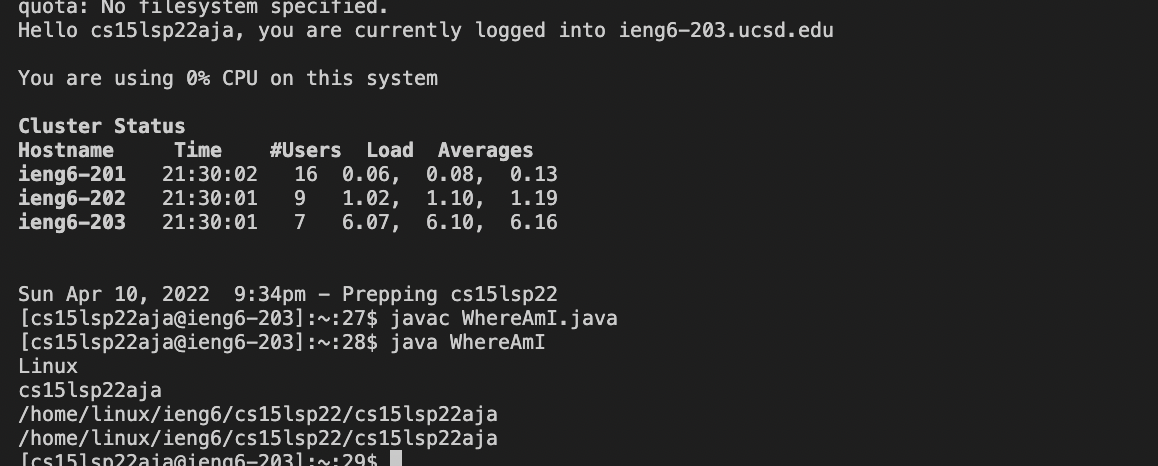 quota: No filesystem specified.
Hello cs15lsp22aja, you are currently logged into ieng6-203.ucsd.edu
You are using 0% CPU on this system
Cluster Status
Hostname     Time    #Users  Load  Averages
ieng6-201   21:30:02   16  0.06,  0.08,  0.13
ieng6-202   21:30:01   9   1.02,  1.10,  1.19
ieng6-203   21:30:01   7   6.07,  6.10,  6.16
Sun Apr 10, 2022  9:34pm - Prepping cs15lsp22
[cs15lsp22aja@ieng6-203]:~:27$ javac WhereAmI.java
[cs15lsp22aja@ieng6-203]:~:28$ java WhereAmI
Linux
cs15lsp22aja
/home/linux/ieng6/cs15lsp22/cs15lsp22aja
/home/linux/ieng6/cs15lsp22/cs15lsp22aja
[cs15lsp22aja@ieng6-203]:~:29$